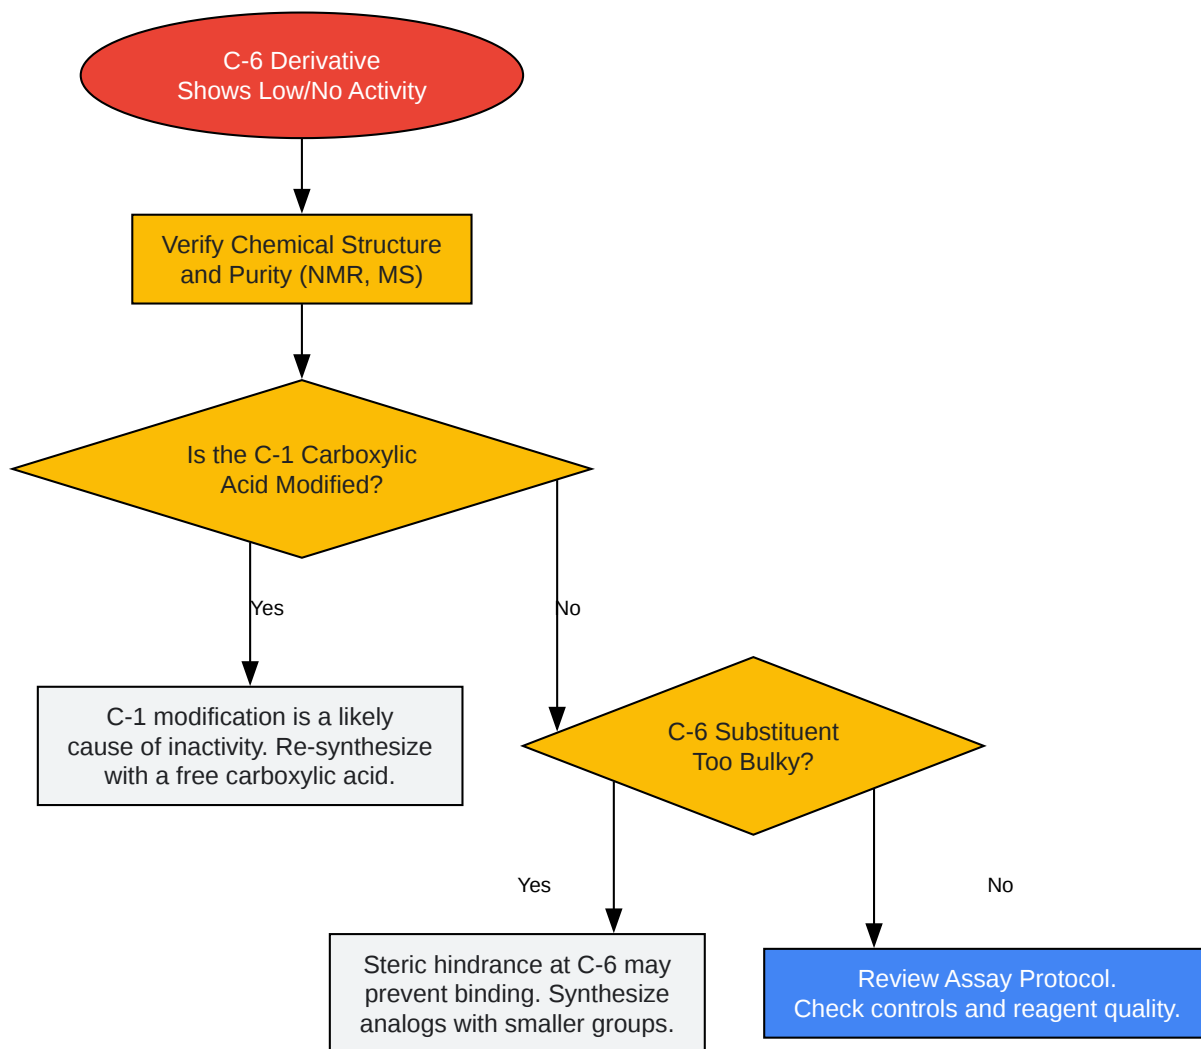 C-6 Derivative
Shows Low/No Activity
Verify Chemical Structure
and Purity (NMR, MS)
Is the C-1 Carboxylic
Acid Modified?
Yes
No
C-1 modification is a likely
cause of inactivity. Re-synthesize
with a free carboxylic acid.
C-6 Substituent
Too Bulky?
Yes
No
Steric hindrance at C-6 may
prevent binding. Synthesize
analogs with smaller groups.
Review Assay Protocol.
Check controls and reagent quality.